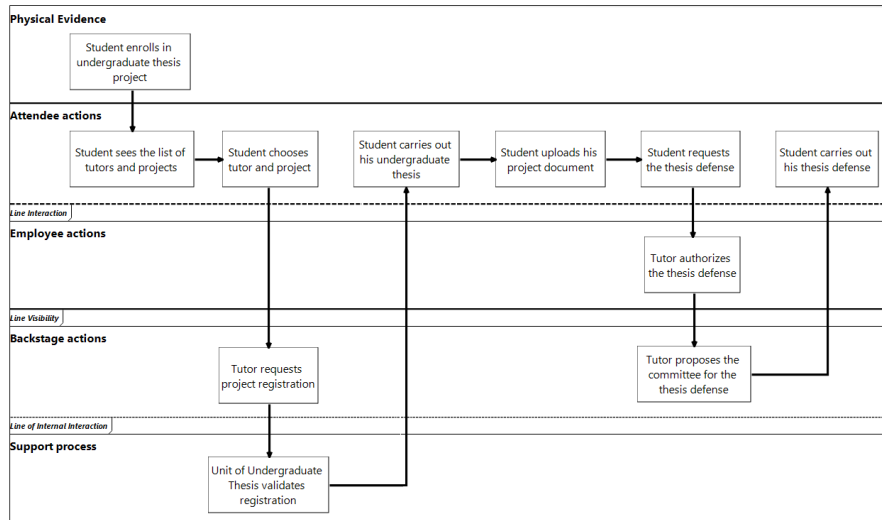 Physical Evidence
Student enrolls in
undergraduate thesis
project
Attendee actions
Student sees the list of
tutors and projects
Student chooses
tutor and project
Student carries out
his undergraduate
thesis
Student uploads his
project document
Student requests
the thesis defense
Student carries out
his thesis defense
Line Interaction
Employee actions
Tutor authorizes
the thesis defense
Line Visibility
Backstage actions
Tutor requests
project registration
Tutor proposes the
committee for the
thesis defense
Line of Internal Interaction
Support process
Unit of Undergraduate
Thesis validates
registration